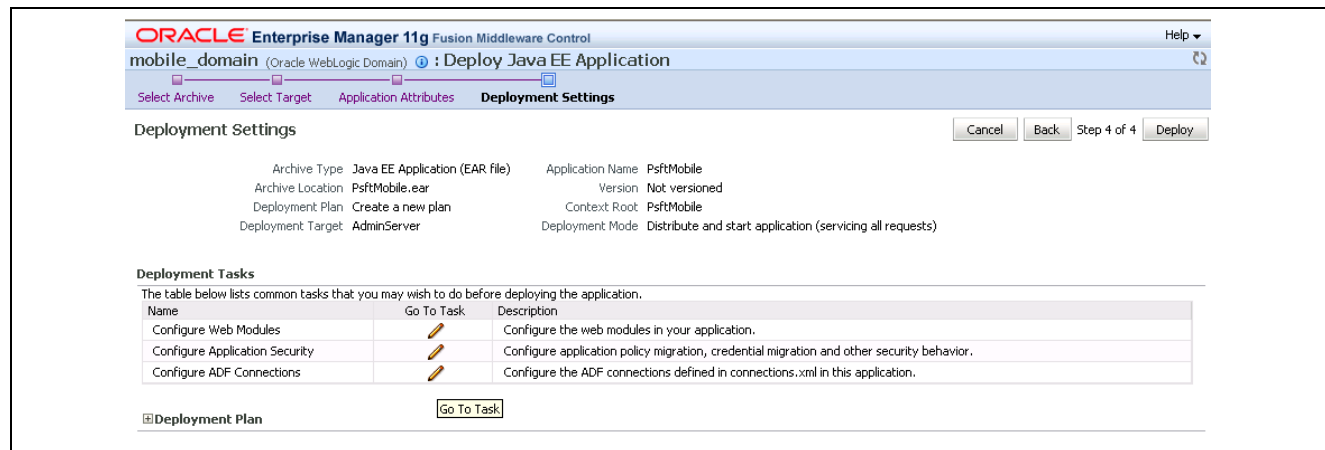 ORACLE Enterprise Manager 11g Fusion Middleware Control Help
mobile_domain (Oracle WebLogic Domain) : Deploy Java EE Application
Select Archive Select Target Application Attributes Deployment Settings
Deployment Settings Cancel Back Step 4 of 4 Deploy
Archive Type Java EE Application (EAR file) Application Name PsftMobile
Archive Location PsftMobile.ear Version Not versioned
Deployment Plan Create a new plan Context Root PsftMobile
Deployment Target AdminServer Deployment Mode Distribute and start application (servicing all requests)
Deployment Tasks
The table below lists common tasks that you may wish to do before deploying the application.
Name Go To Task Description
Configure Web Modules Configure the web modules in your application.
Configure Application Security Configure application policy migration, credential migration and other security behavior.
Configure ADF Connections Configure the ADF connections defined in connections.xml in this application.
Go To Task
Deployment Plan